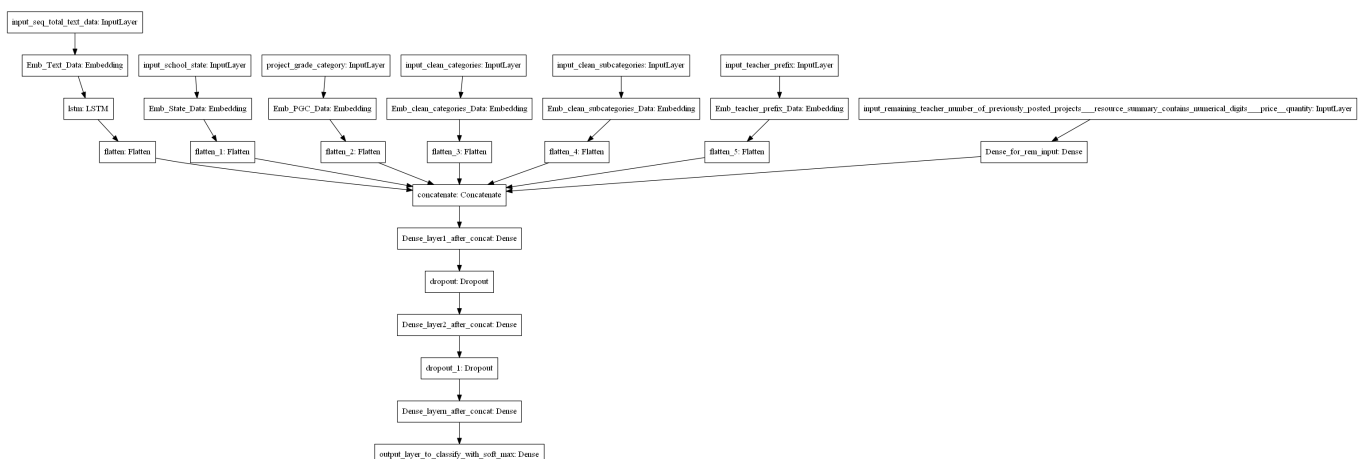 input_seq_total_text_data: InputLayer
Emb_Text_Data: Embedding
input_school_state: InputLayer
project_grade_category: InputLayer
input_clean_categories: InputLayer
input_clean_subcategories: InputLayer
input_teacher_prefix: InputLayer
lstm: LSTM
Emb_State_Data: Embedding
Emb_PGC_Data: Embedding
Emb_clean_categories_Data: Embedding
Emb_clean_subcategories_Data: Embedding
Emb_teacher_prefix_Data: Embedding
input_remaining_teacher_number_of_previously_posted_projects___resource_summary_contains_numerical_digits___price__quantity: InputLayer
flatten: Flatten
flatten_1: Flatten
flatten_2: Flatten
flatten_3: Flatten
flatten_4: Flatten
flatten_5: Flatten
Dense_for_rem_input: Dense
concatenate: Concatenate
Dense_layer1_after_concat: Dense
dropout: Dropout
Dense_layer2_after_concat: Dense
dropout_1: Dropout
Dense_layern_after_concat: Dense
output_layer_to_classify_with_soft_max: Dense